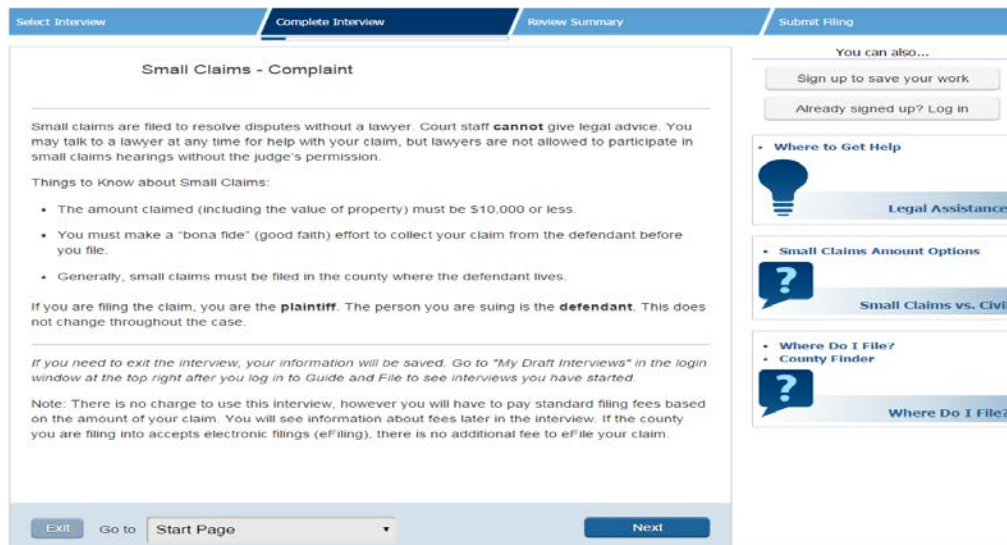 Select Interview
Complete Interview
Review Summary
Submit Filing
Small Claims - Complaint
Small claims are filed to resolve disputes without a lawyer. Court staff cannot give legal advice. You
may talk to a lawyer at any time for help with your claim, but lawyers are not allowed to participate in
small claims hearings without the judge's permission.
Things to Know about Small Claims:
• The amount claimed (including the value of property) must be $10,000 or less.
• You must make a "bona fide" (good faith) effort to collect your claim from the defendant before
you file.
• Generally, small claims must be filed in the county where the defendant lives.
If you are filing the claim, you are the plaintiff. The person you are suing is the defendant. This does
not change throughout the case.
If you need to exit the interview, your information will be saved. Go to "My Draft Interviews" in the login
window at the top right after you log in to Guide and File to see interviews you have started.
Note: There is no charge to use this interview, however you will have to pay standard filing fees based
on the amount of your claim. You will see information about fees later in the interview. If the county
you are filing into accepts electronic filings (eFiling), there is no additional fee to eFile your claim.
Exit
Go to
Start Page
Next
You can also...
Sign up to save your work
Already signed up? Log in
• Where to Get Help
Legal Assistance
• Small Claims Amount Options
?
Small Claims vs. Civil
• Where Do I File?
• County Finder
?
Where Do I File?